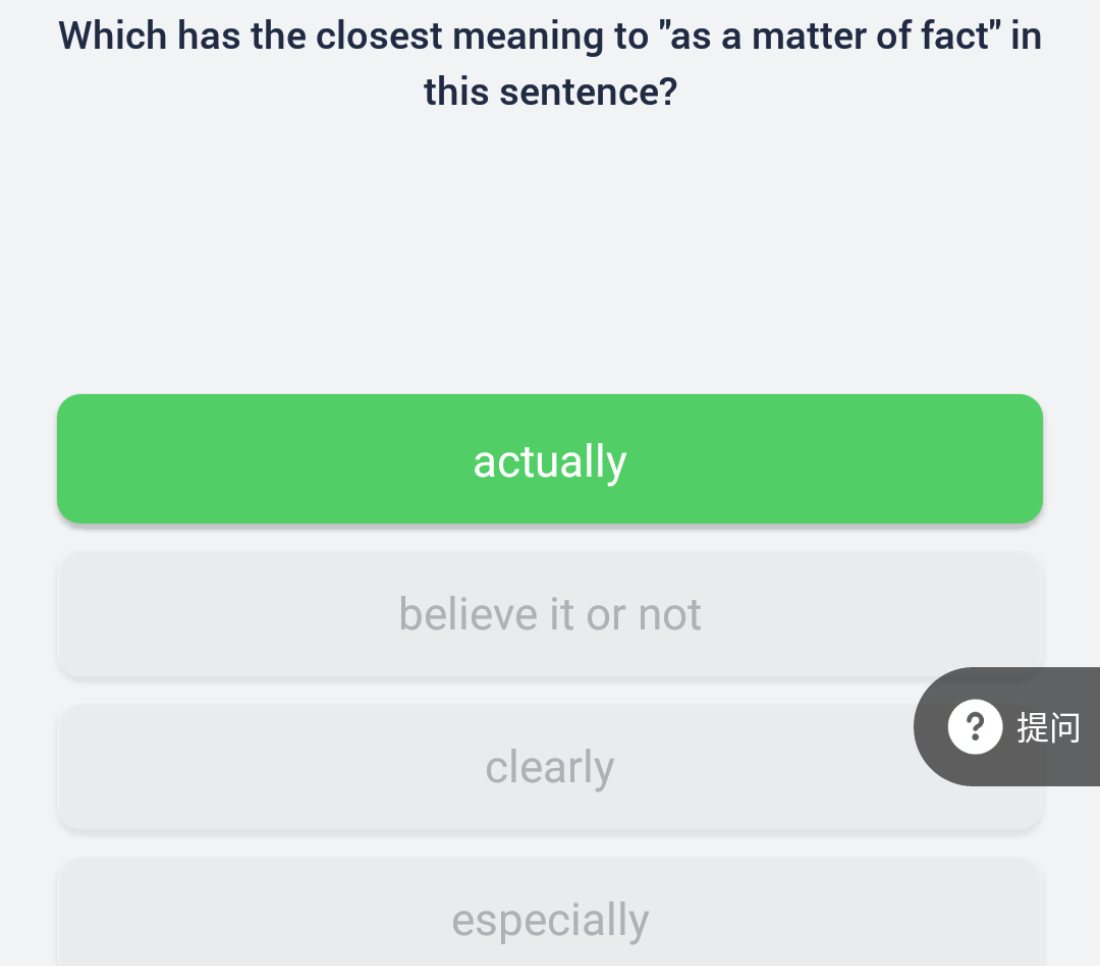 Which has the closest meaning to "as a matter of fact" in
this sentence?
actually
believe it or not
clearly
提问
especially